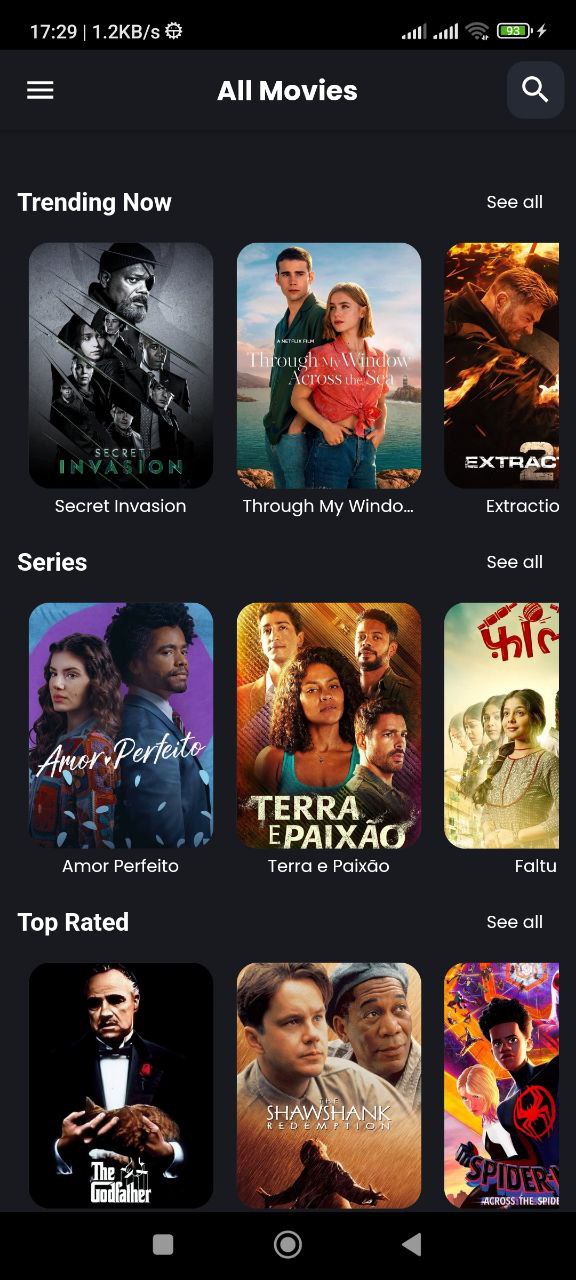 17:29 | 1.2KB/s
93
All Movies
Trending Now
See all
SECRET
INVASION
A NETFLIX FILM
Through My Window
Across the Sea
2
EXTRAC
Secret Invasion
Through My Windo...
Extractio
Series
See all
Amor Perfeito
TERRA
E PAIXÃO
Amor Perfeito
Terra e Paixão
Faltu
Top Rated
See all
The
Godfather
THE
SHAWSHANK
REDEMPTION
SPIDER-
ACROSS THE SPID